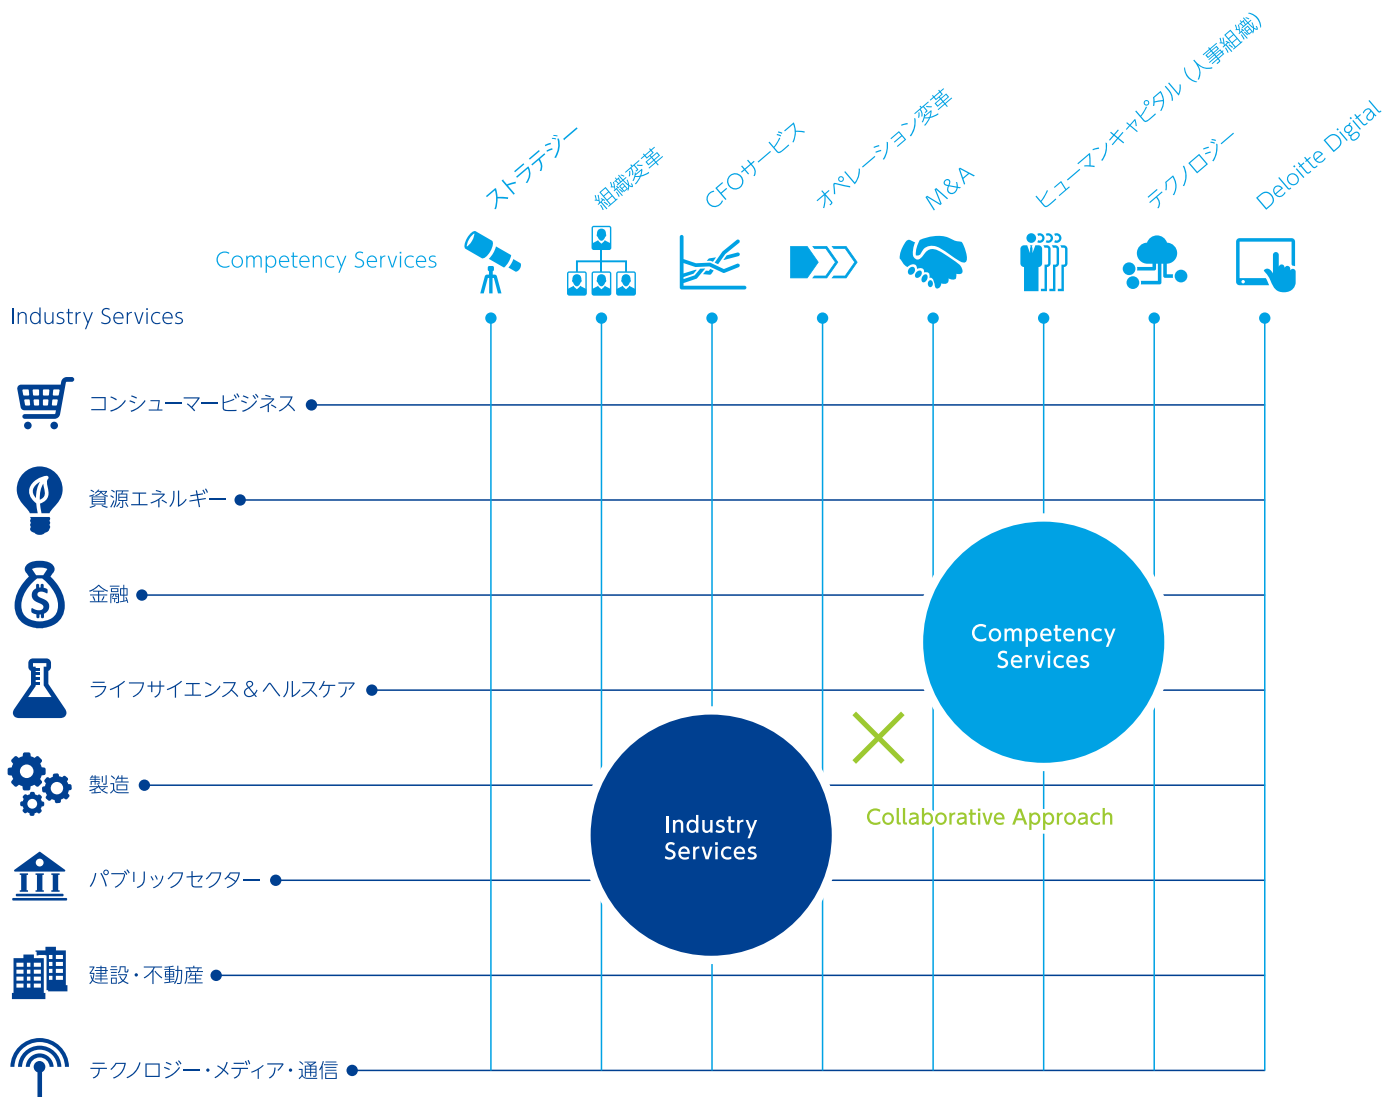 ストラテジー
組織変革
CFOサービス
オペレーション変革
M&A
ヒューマンキャピタル（人事組織）
テクノロジー
Deloitte Digital
Competency Services
Industry Services
コンシューマービジネス
資源エネルギー
金融
ライフサイエンス&ヘルスケア
製造
パブリックセクター
建設・不動産
テクノロジー・メディア・通信
Competency
Services
Industry
Services
Collaborative Approach
$